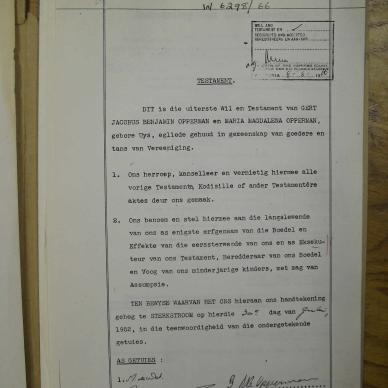 W 6298/66
WILL AND
TESTAMENT EN
TESTAMENT.
DIT is die uiterste Wil en Testament van GERT
JACOBUS BENJAMIN OPPERMAN en MARIA MAGDALENA OPPERMAN,
gebore Uys, egliede gehuud in gemeenskap van goedere en
tans van Vereeniging.
1. Ons herroep, kanselleer en vernietig hiermee alle
vorige Testamente, Kodisille of ander Testamentêre
aktes deur ons gemaak.
2. Ons benoem en stel hiermee aan die langslewende
van ons as enigste erfgenaam van die Boedel en
Effekte van die eerssterwende van ons en as Eksekuteur
van ons Testament, Beredderaar van ons Boedel
en Voog van ons minderjarige kinders, met mag van
Assumpsie.
TEN BEWYSE WAARVAN HET ONS hieraan ons handtekening
geheg te STERKSTROOM op hierdie dag van
1952, in die teenwoordigheid van die ondergetekende
getuies.
AS GETUIES :
1.
Opperman